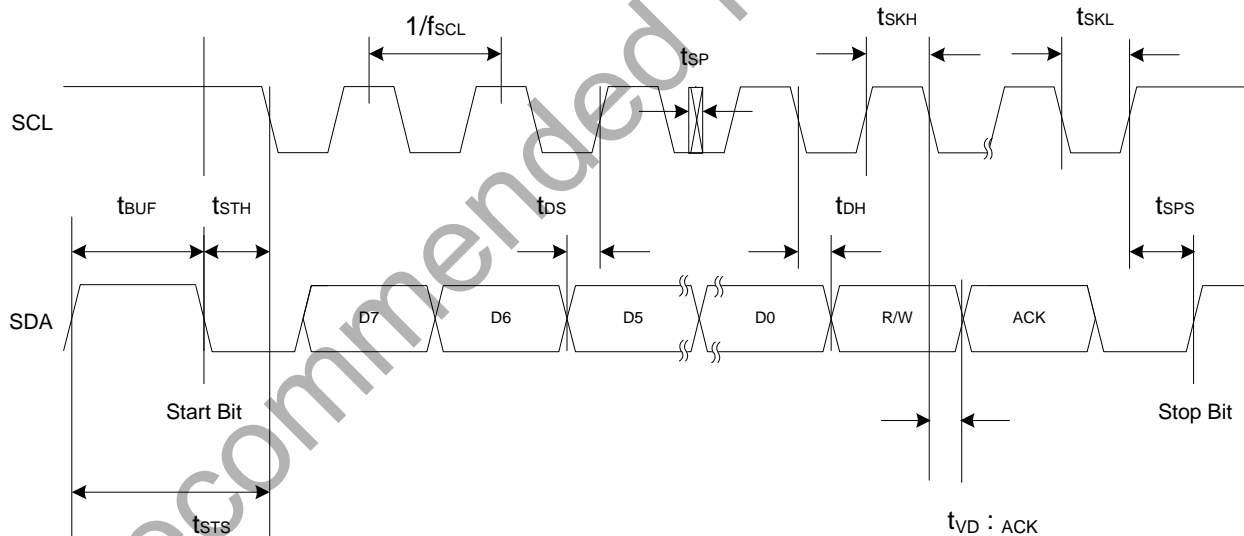 1/fSCL
tSKH
tSKL
tSP
SCL
tBUF
tSTH
tDS
tDH
tSPS
SDA
D7
D6
D5
D0
R/W
ACK
Start Bit
Stop Bit
tSTS
tVD : ACK
ecommended